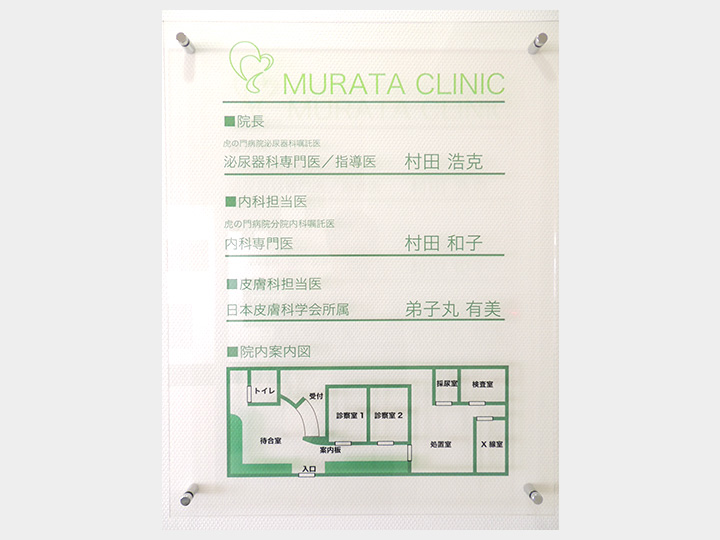 MURATA CLINIC
■院長
虎の門病院泌尿器科嘱託医
泌尿器科専門医／指導医 村田 浩克
■内科担当医
虎の門病院分院内科嘱託医
内科専門医 村田 和子
■皮膚科担当医
日本皮膚科学会所属 弟子丸 有美
■院内案内図
トイレ
受付
採尿室
検査室
診察室 1
診察室 2
待合室
案内板
処置室
X 線室
入口